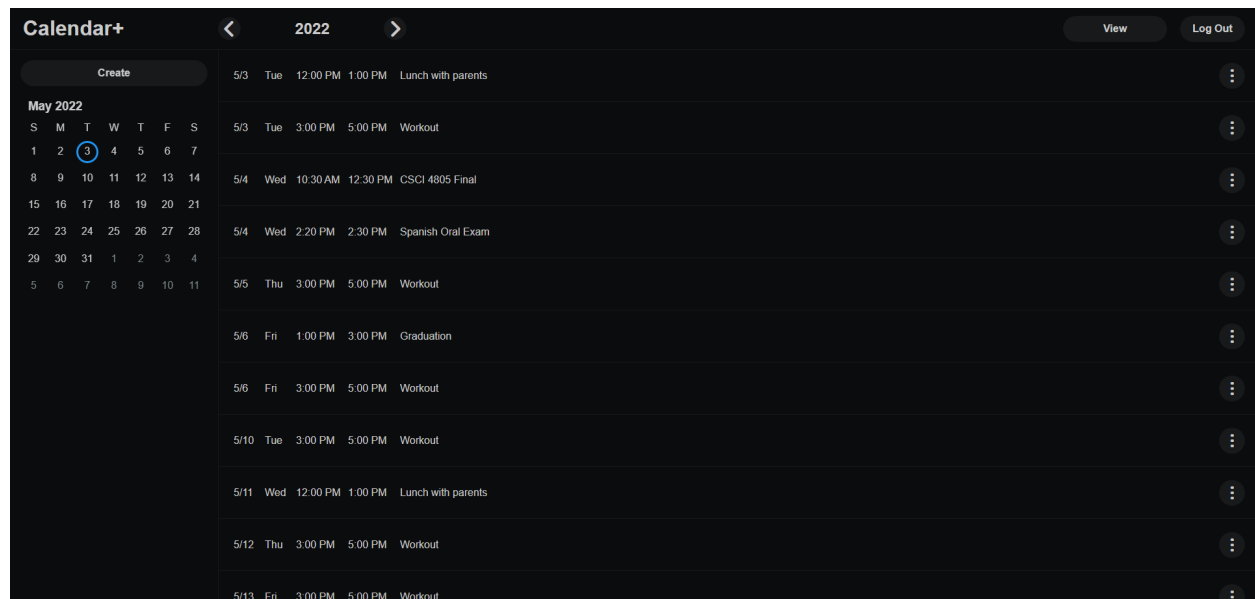 Calendar+ 2022 View Log Out
Create
May 2022
S M T W T F S
1 2 3 4 5 6 7
8 9 10 11 12 13 14
15 16 17 18 19 20 21
22 23 24 25 26 27 28
29 30 31 1 2 3 4
5 6 7 8 9 10 11
5/3 Tue 12:00 PM 1:00 PM Lunch with parents
5/3 Tue 3:00 PM 5:00 PM Workout
5/4 Wed 10:30 AM 12:30 PM CSCI 4805 Final
5/4 Wed 2:20 PM 2:30 PM Spanish Oral Exam
5/5 Thu 3:00 PM 5:00 PM Workout
5/6 Fri 1:00 PM 3:00 PM Graduation
5/6 Fri 3:00 PM 5:00 PM Workout
5/10 Tue 3:00 PM 5:00 PM Workout
5/11 Wed 12:00 PM 1:00 PM Lunch with parents
5/12 Thu 3:00 PM 5:00 PM Workout
5/13 Fri 3:00 PM 5:00 PM Workout